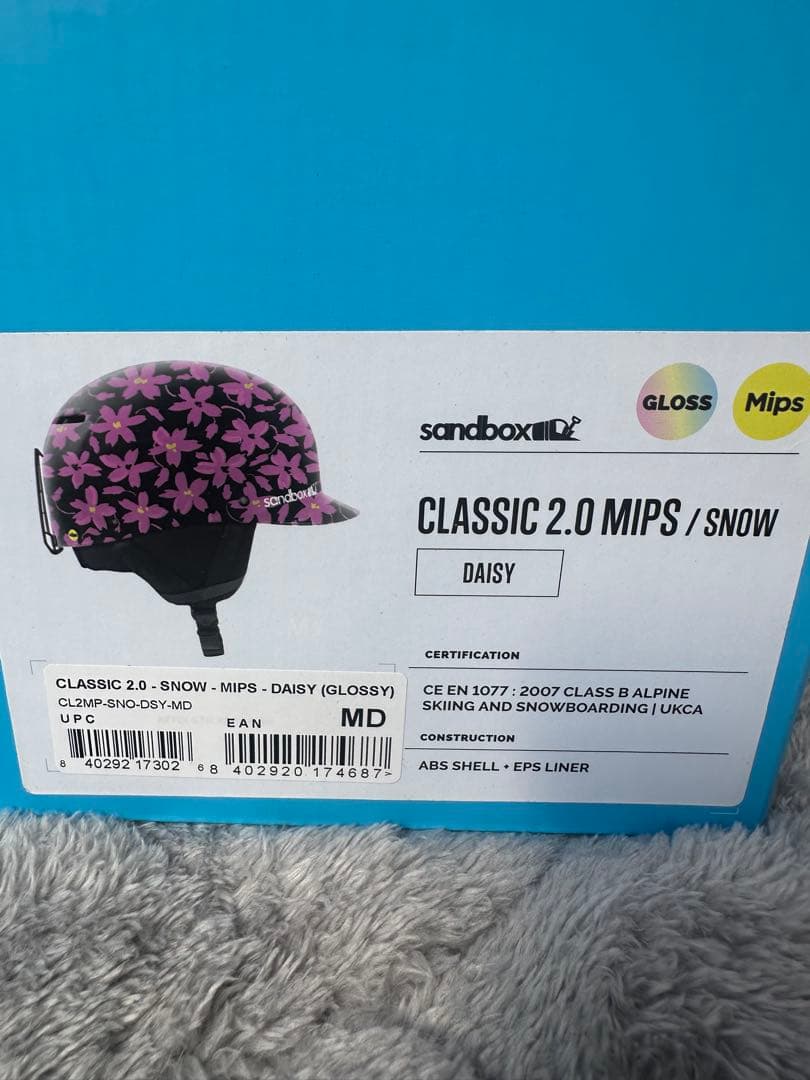 GLOSS
Mips
sandbox
CLASSIC 2.0 MIPS / SNOW
DAISY
sandbox
CERTIFICATION
CE EN 1077 : 2007 CLASS B ALPINE
SKIING AND SNOWBOARDING | UKCA
CONSTRUCTION
ABS SHELL + EPS LINER
CLASSIC 2.0 - SNOW - MIPS - DAISY (GLOSSY)
CL2MP-SNO-DSY-MD
UPC
EAN
MD
8 40292 17302 6
8 402920 174687 >